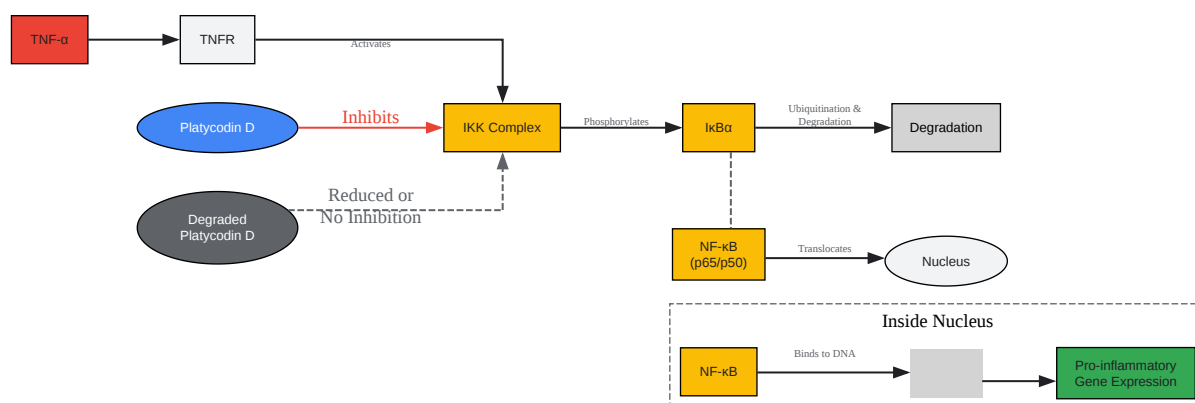 TNF-α
TNFR
Activates
Platycodin D
Inhibits
IKK Complex
Phosphorylates
IκBα
Ubiquitination &
Degradation
Degradation
Degraded
Platycodin D
Reduced or
No Inhibition
NF-κB
(p65/p50)
Translocates
Nucleus
Inside Nucleus
NF-κB
Binds to DNA
Pro-inflammatory
Gene Expression